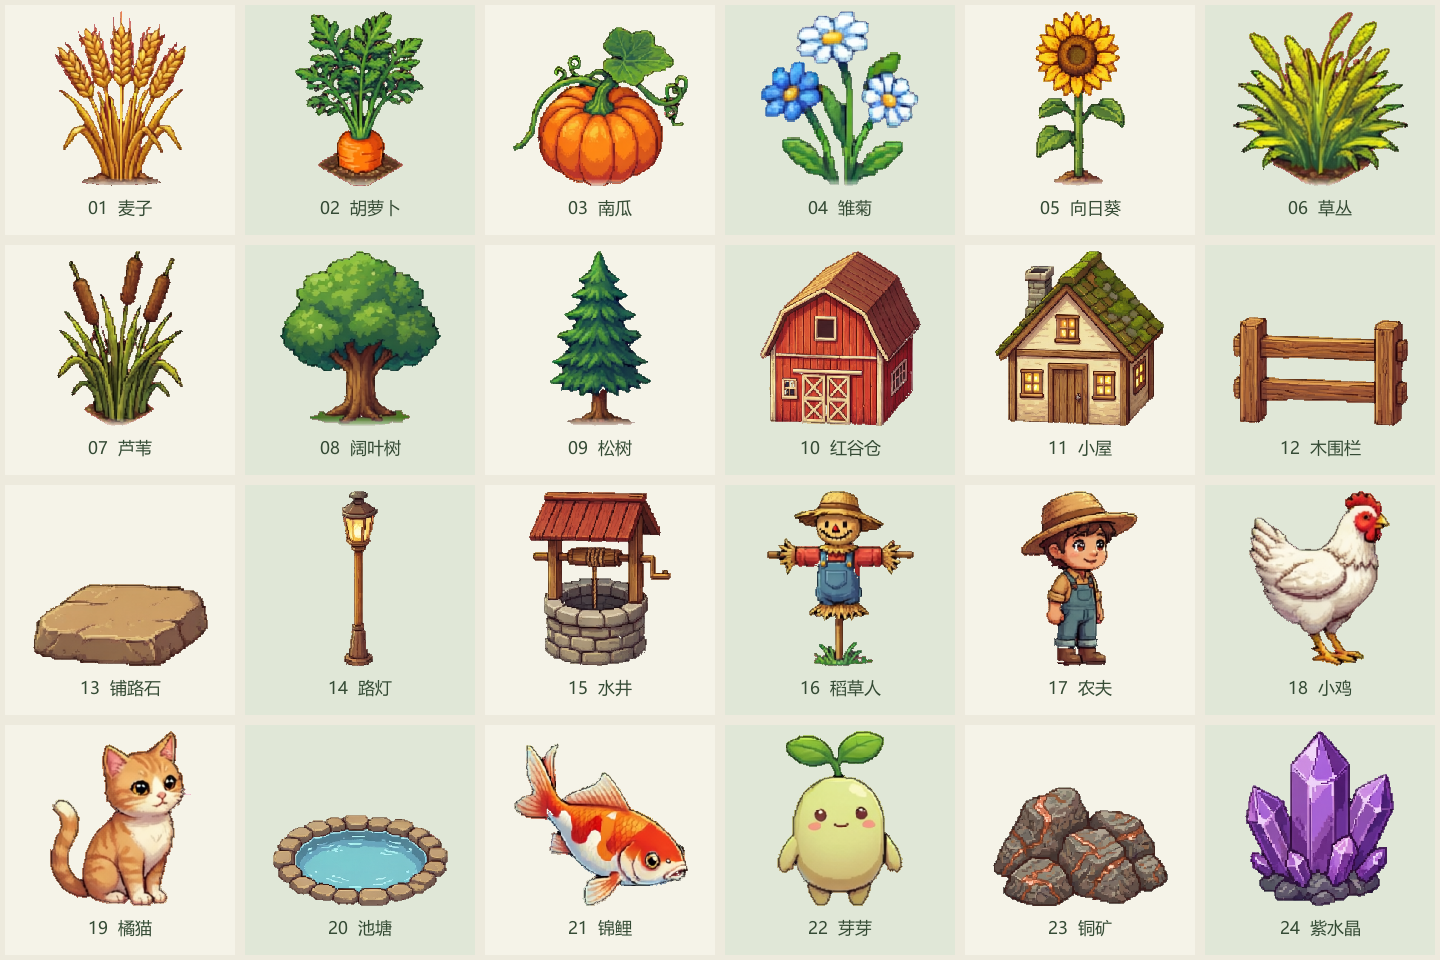 01 麦子
02 胡萝卜
03 南瓜
04 雏菊
05 向日葵
06 草丛
07 芦苇
08 阔叶树
09 松树
10 红谷仓
11 小屋
12 木围栏
13 铺路石
14 路灯
15 水井
16 稻草人
17 农夫
18 小鸡
19 橘猫
20 池塘
21 锦鲤
22 芽芽
23 铜矿
24 紫水晶